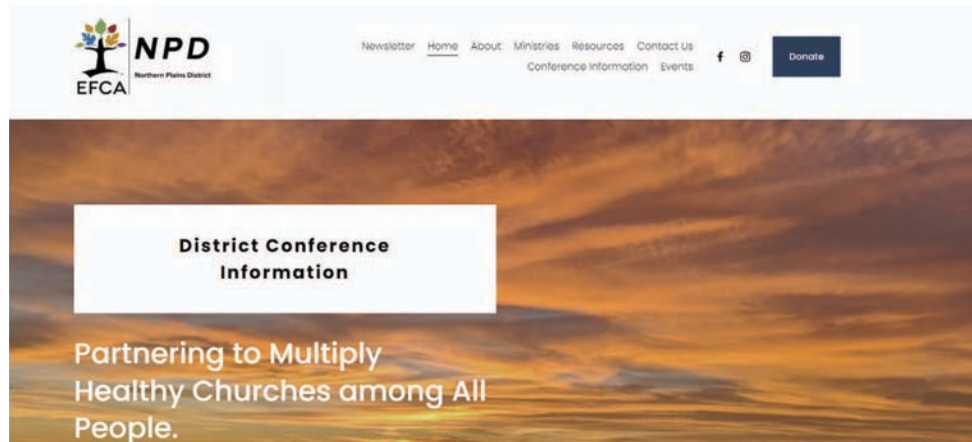 NPD
Northern Plains District
EFCA
Newsletter Home About Ministries Resources Contact Us
Conference Information Events
Donate
District Conference
Information
Partnering to Multiply
Healthy Churches among All
People.